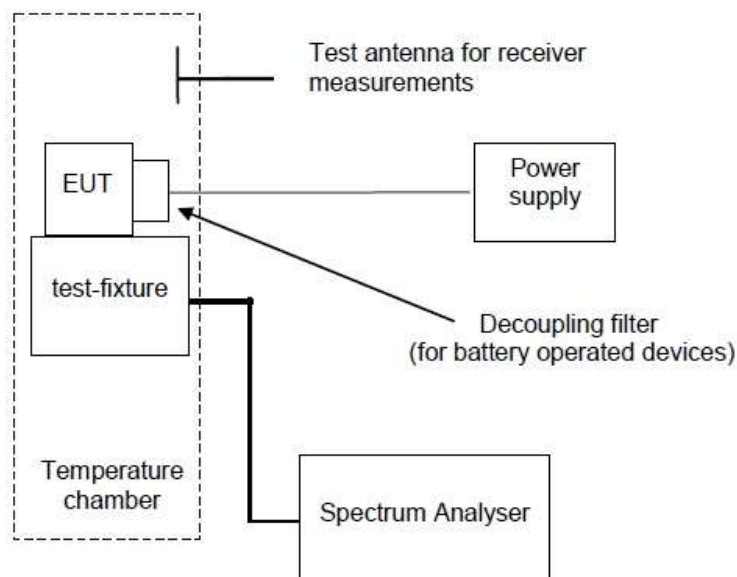 Test antenna for receiver
measurements
EUT
Power
supply
test-fixture
Decoupling filter
(for battery operated devices)
Temperature
chamber
Spectrum Analyser